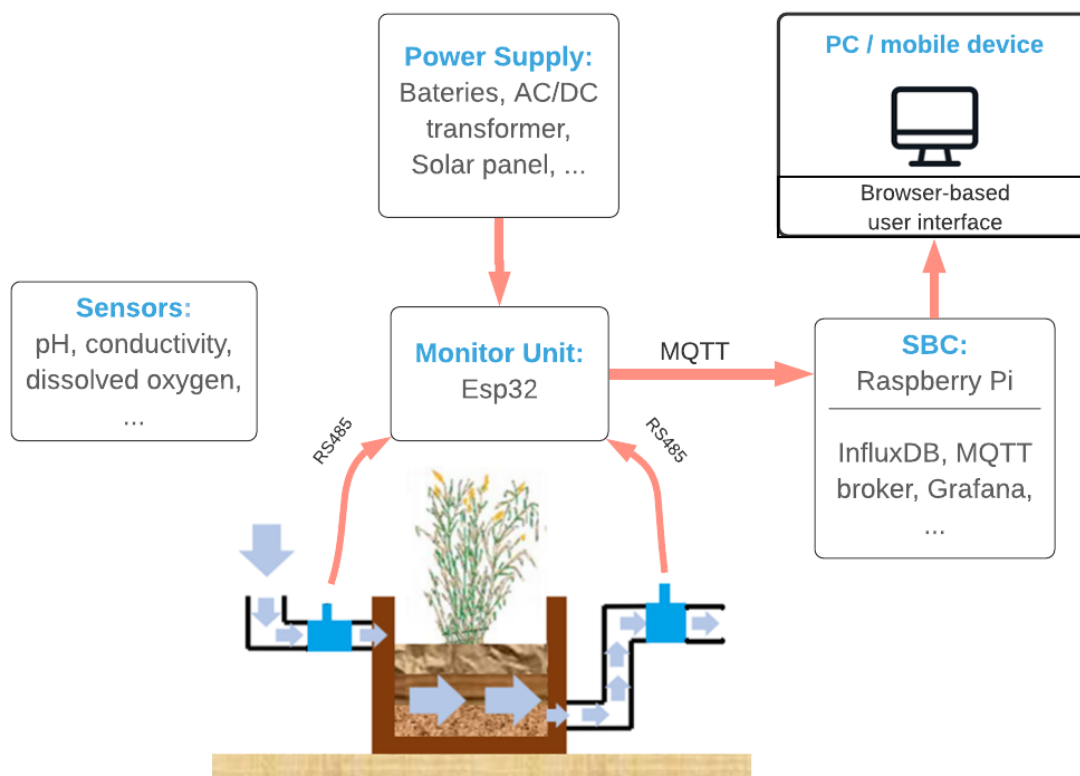 Power Supply:
Bateries, AC/DC
transformer,
Solar panel, ...
PC / mobile device
Browser-based
user interface
Sensors:
pH, conductivity,
dissolved oxygen,
...
Monitor Unit:
Esp32
MQTT
SBC:
Raspberry Pi
InfluxDB, MQTT
broker, Grafana,
...
RS485
RS485